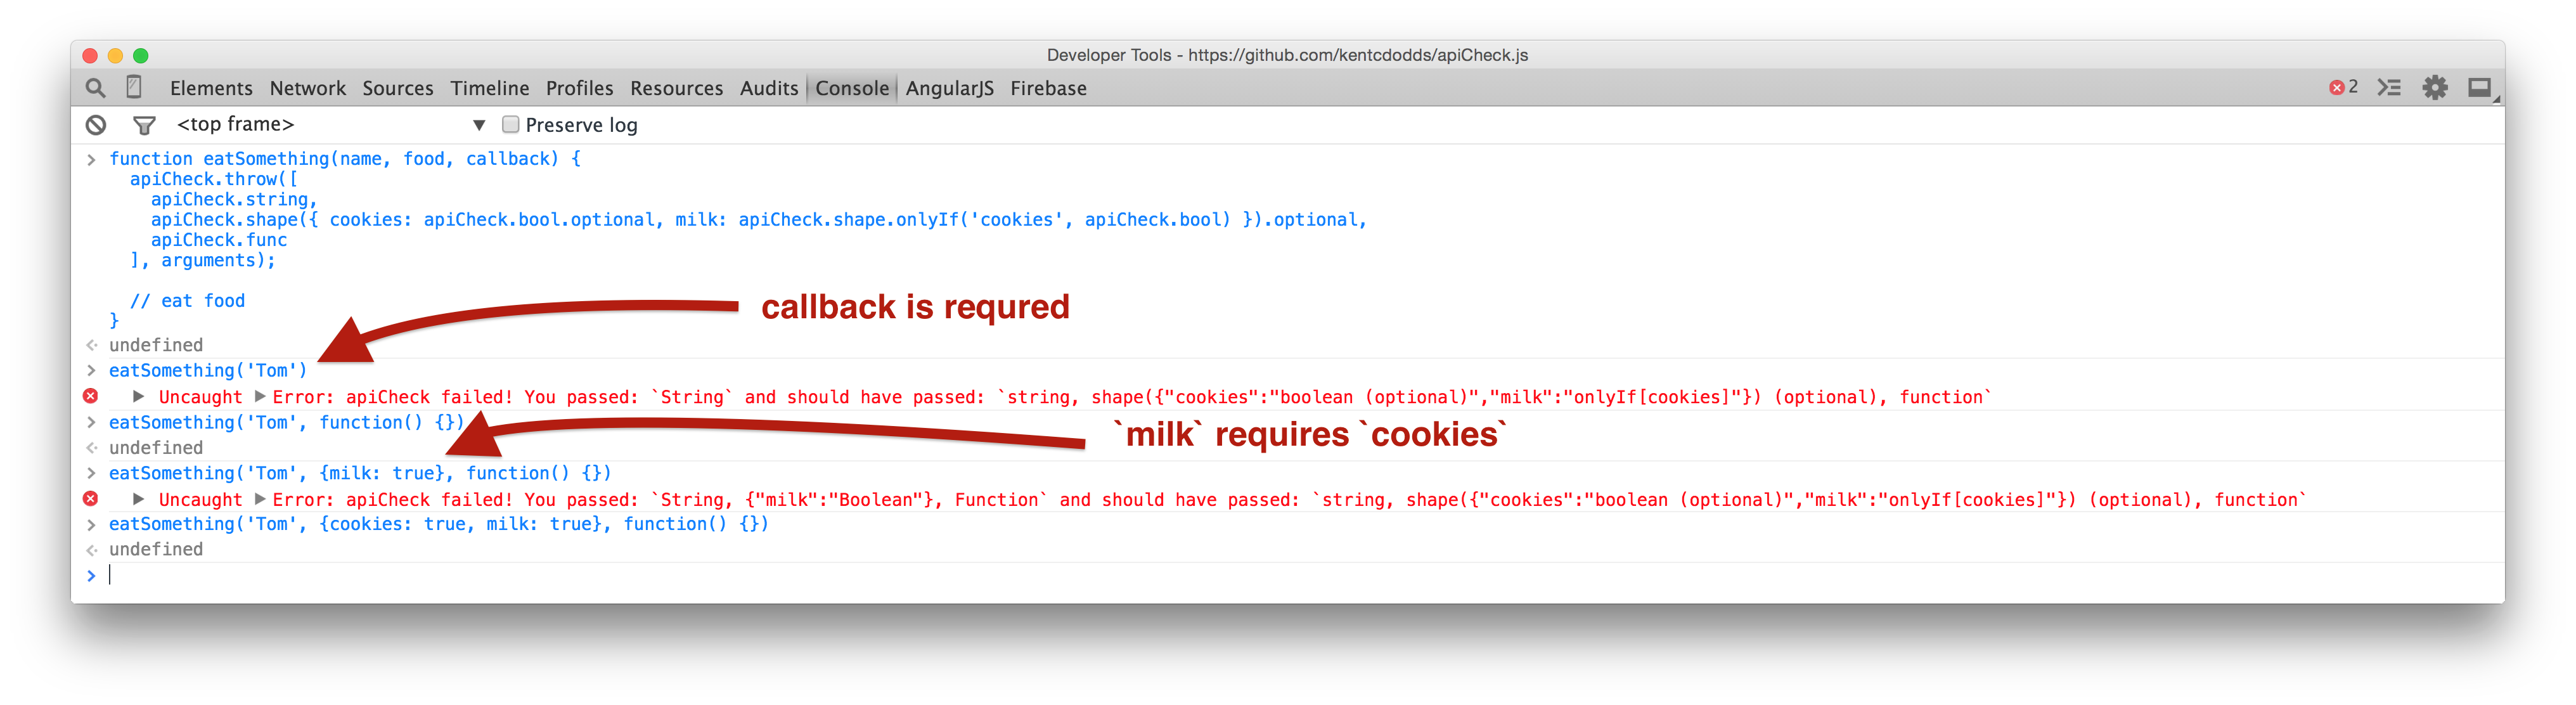 Developer Tools - https://github.com/kentcdodds/apiCheck.js
Elements Network Sources Timeline Profiles Resources Audits Console AngularJS Firebase 2
<top frame> ▼ Preserve log
> function eatSomething(name, food, callback) {
apiCheck.throw([
apiCheck.string,
apiCheck.shape({ cookies: apiCheck.bool.optional, milk: apiCheck.shape.onlyIf('cookies', apiCheck.bool) }).optional,
apiCheck.func
], arguments);
// eat food
}
callback is requred
undefined
> eatSomething('Tom')
Uncaught Error: apiCheck failed! You passed: `String` and should have passed: `string, shape({"cookies":"boolean (optional)","milk":"onlyIf[cookies]"}) (optional), function`
> eatSomething('Tom', function() {})
`milk` requires `cookies`
undefined
> eatSomething('Tom', {milk: true}, function() {})
Uncaught Error: apiCheck failed! You passed: `String, {"milk":"Boolean"}, Function` and should have passed: `string, shape({"cookies":"boolean (optional)","milk":"onlyIf[cookies]"}) (optional), function`
> eatSomething('Tom', {cookies: true, milk: true}, function() {})
undefined
>